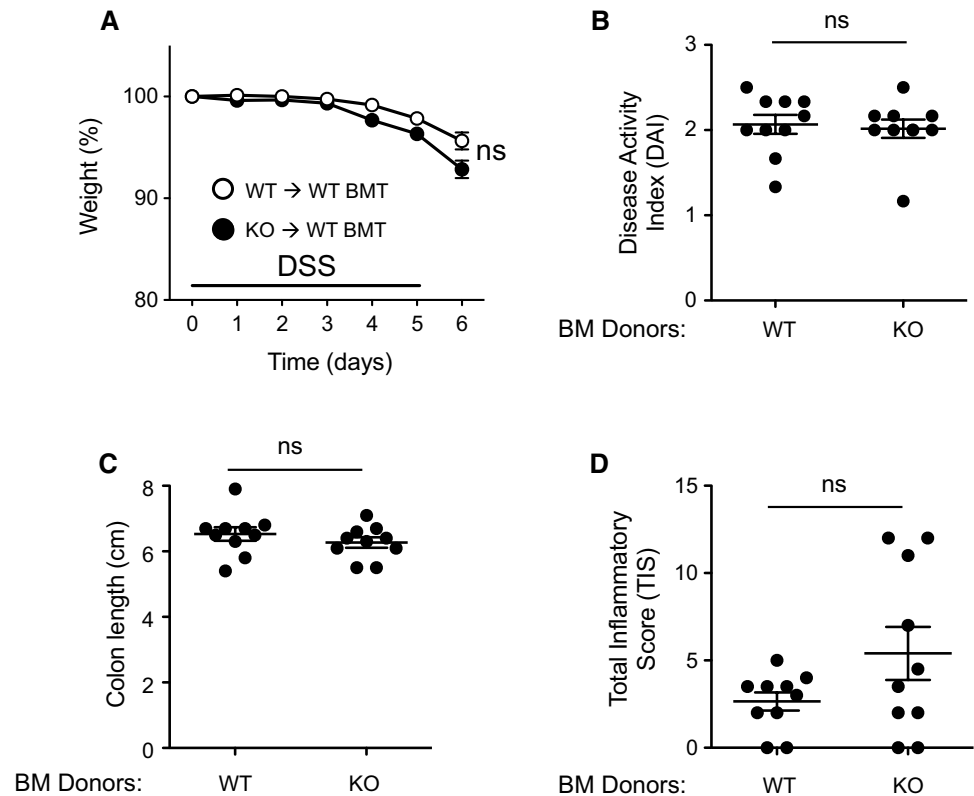 A
Weight (%)
100
90
80
ns
WT → WT BMT
KO → WT BMT
DSS
0 1 2 3 4 5 6
Time (days)
B
ns
Disease Activity
Index (DAI)
3
2
1
0
BM Donors: WT KO
C
ns
Colon length (cm)
8
6
4
2
0
BM Donors: WT KO
D
ns
Total Inflammatory
Score (TIS)
15
10
5
0
BM Donors: WT KO